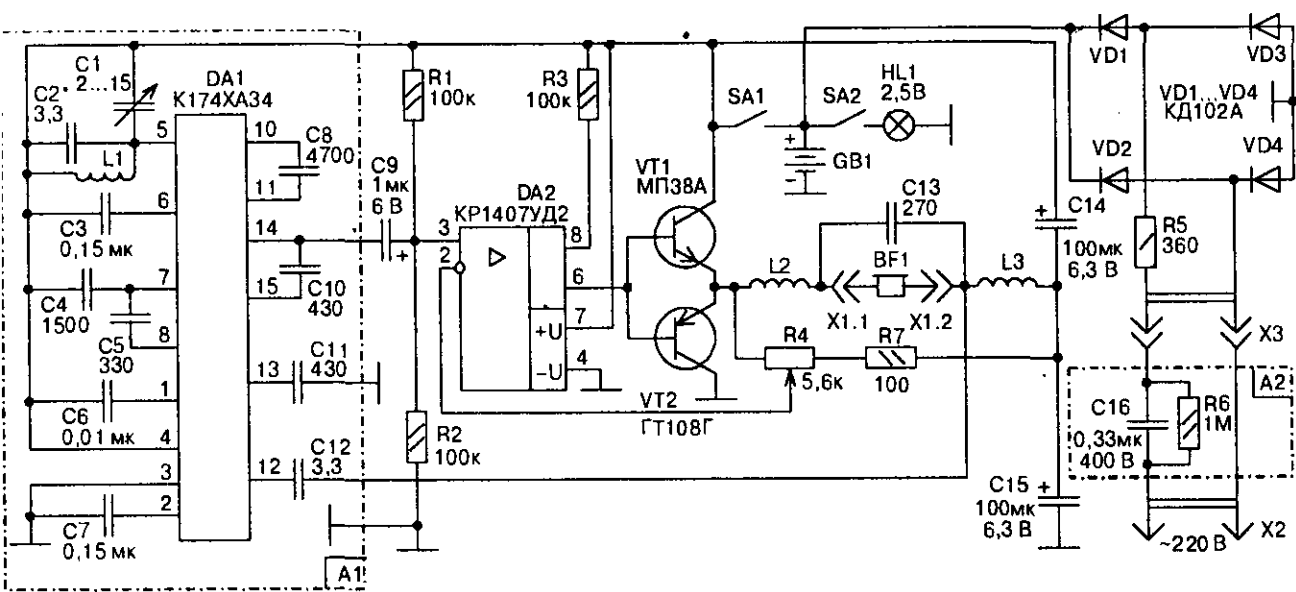 C1
2...15
C2*
3,3
L1
DA1
К174ХА34
5
6
7
8
1
4
3
2
10
11
14
15
13
12
C3
0,15 мк
C4
1500
C5
330
C6
0,01 мк
C7
0,15 мк
C8
4700
C9
1мк
6 В
+
C10
430
C11
430
C12
3,3
A1
R1
100к
R2
100к
R3
100к
DA2
КР1407УД2
3
2
8
6
7
+U
4
−U
VT1
МП38А
VT2
ГТ108Г
SA1
SA2
HL1
2,5В
+
−
GB1
C13
270
L2
BF1
X1.1
X1.2
L3
R4
5,6к
R7
100
+
C14
100мк
6,3 В
C15 +
100мк
6,3 В
VD1
VD3
VD1...VD4
КД102А
VD2
VD4
R5
360
X3
A2
C16
0,33мк
400 В
R6
1М
~220 В
X2